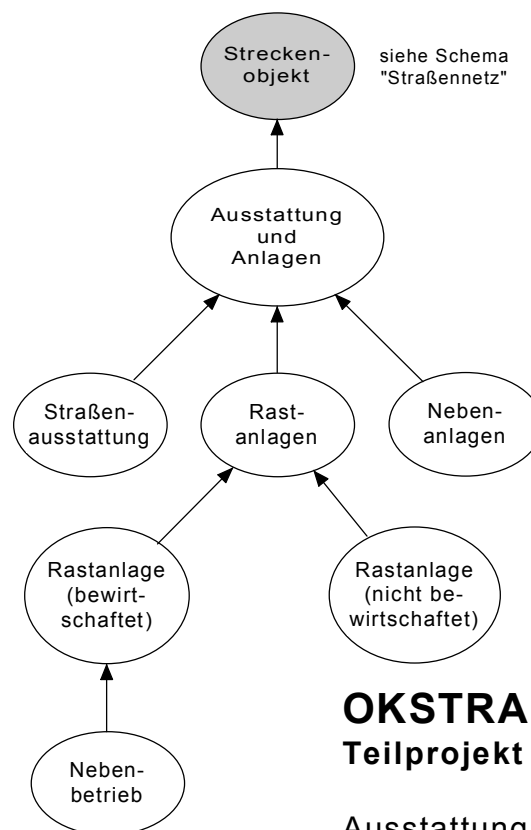 Strecken-
objekt
siehe Schema
"Straßennetz"
Ausstattung
und
Anlagen
Straßen-
ausstattung
Rast-
anlagen
Neben-
anlagen
Rastanlage
(bewirt-
schaftet)
Rastanlage
(nicht be-
wirtschaftet)
Neben-
betrieb
OKSTRA
Teilprojekt
Ausstattung